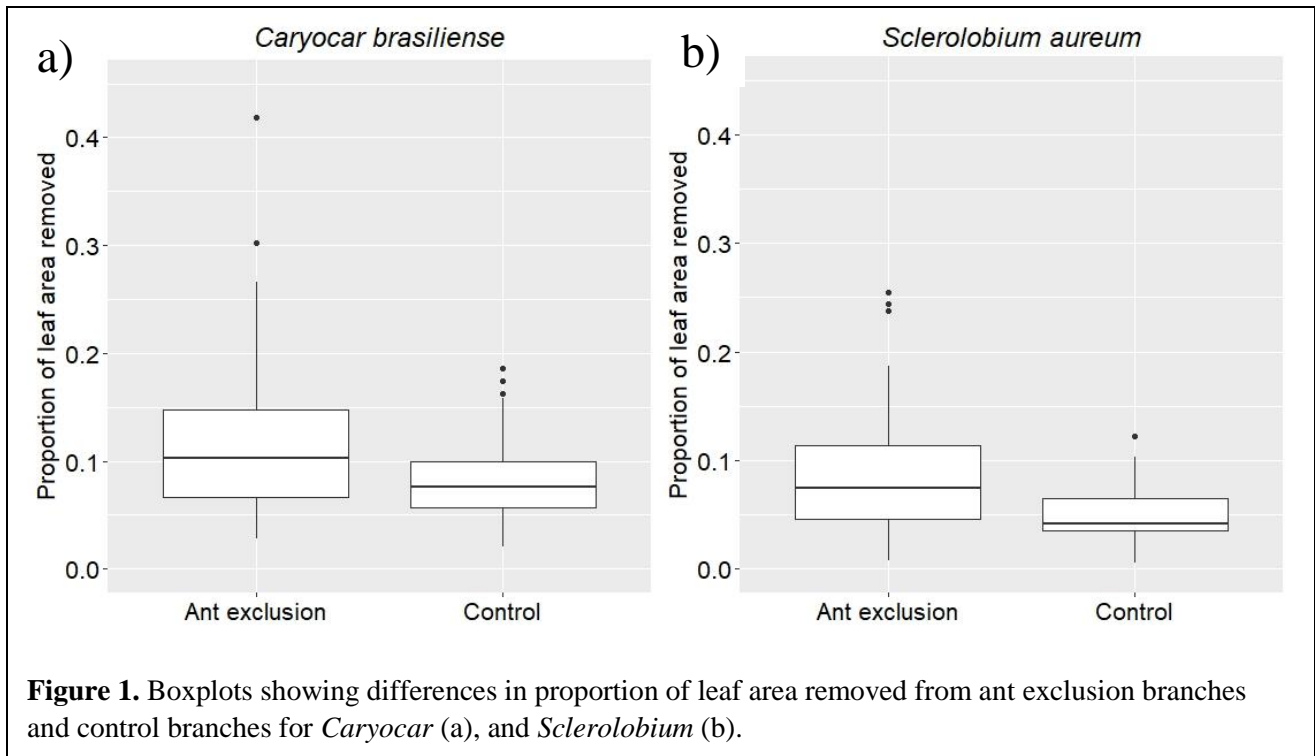 a)
Caryocar brasiliense
Proportion of leaf area removed
0.4
0.3
0.2
0.1
0.0
Ant exclusion Control
b)
Sclerolobium aureum
Proportion of leaf area removed
0.4
0.3
0.2
0.1
0.0
Ant exclusion Control
Figure 1. Boxplots showing differences in proportion of leaf area removed from ant exclusion branches
and control branches for Caryocar (a), and Sclerolobium (b).